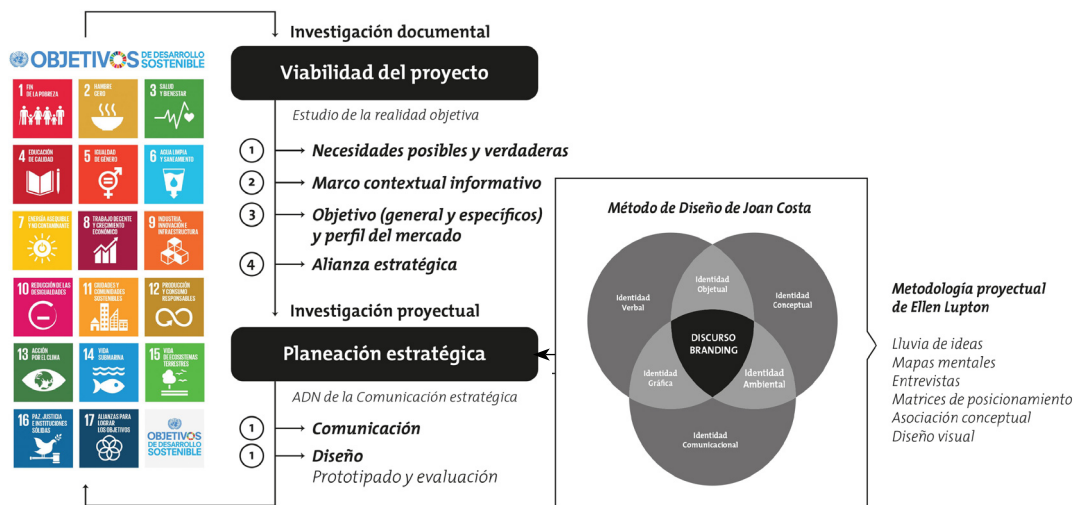 OBJETIVOS
DE DESARROLLO
SOSTENIBLE
1 FIN
DE LA POBREZA
2 HAMBRE
CERO
3 SALUD
Y BIENESTAR
4 EDUCACIÓN
DE CALIDAD
5 IGUALDAD
DE GÉNERO
6 AGUA LIMPIA
Y SANEAMIENTO
7 ENERGÍA ASEQUIBLE
Y NO CONTAMINANTE
8 TRABAJO DECENTE
Y CRECIMIENTO
ECONÓMICO
9 INDUSTRIA,
INNOVACIÓN E
INFRAESTRUCTURA
10 REDUCCIÓN DE LAS
DESIGUALDADES
11 CIUDADES Y
COMUNIDADES
SOSTENIBLES
12 PRODUCCIÓN
Y CONSUMO
RESPONSABLES
13 ACCIÓN
POR EL CLIMA
14 VIDA
SUBMARINA
15 VIDA
DE ECOSISTEMAS
TERRESTRES
16 PAZ, JUSTICIA
E INSTITUCIONES
SÓLIDAS
17 ALIANZAS PARA
LOGRAR
LOS OBJETIVOS
OBJETIVOS
DE DESARROLLO
SOSTENIBLE
Investigación documental
Viabilidad del proyecto
Estudio de la realidad objetiva
1 Necesidades posibles y verdaderas
2 Marco contextual informativo
3 Objetivo (general y específicos)
y perfil del mercado
4 Alianza estratégica
Investigación proyectual
Planeación estratégica
ADN de la Comunicación estratégica
1 Comunicación
1 Diseño
Prototipado y evaluación
Método de Diseño de Joan Costa
Identidad
Objetual
Identidad
Verbal
Identidad
Conceptual
DISCURSO
BRANDING
Identidad
Gráfica
Identidad
Ambiental
Identidad
Comunicacional
Metodología proyectual
de Ellen Lupton
Lluvia de ideas
Mapas mentales
Entrevistas
Matrices de posicionamiento
Asociación conceptual
Diseño visual